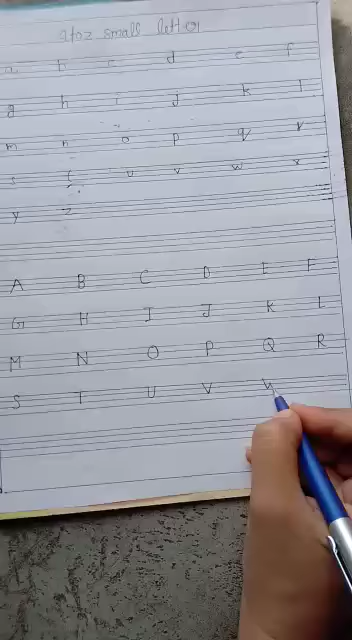 a to z small letter
a b c d e f
g h i j k l
m n o p q r
s t u v w x
y z
A B C D E F
G H I J K L
M N O P Q R
S T U V